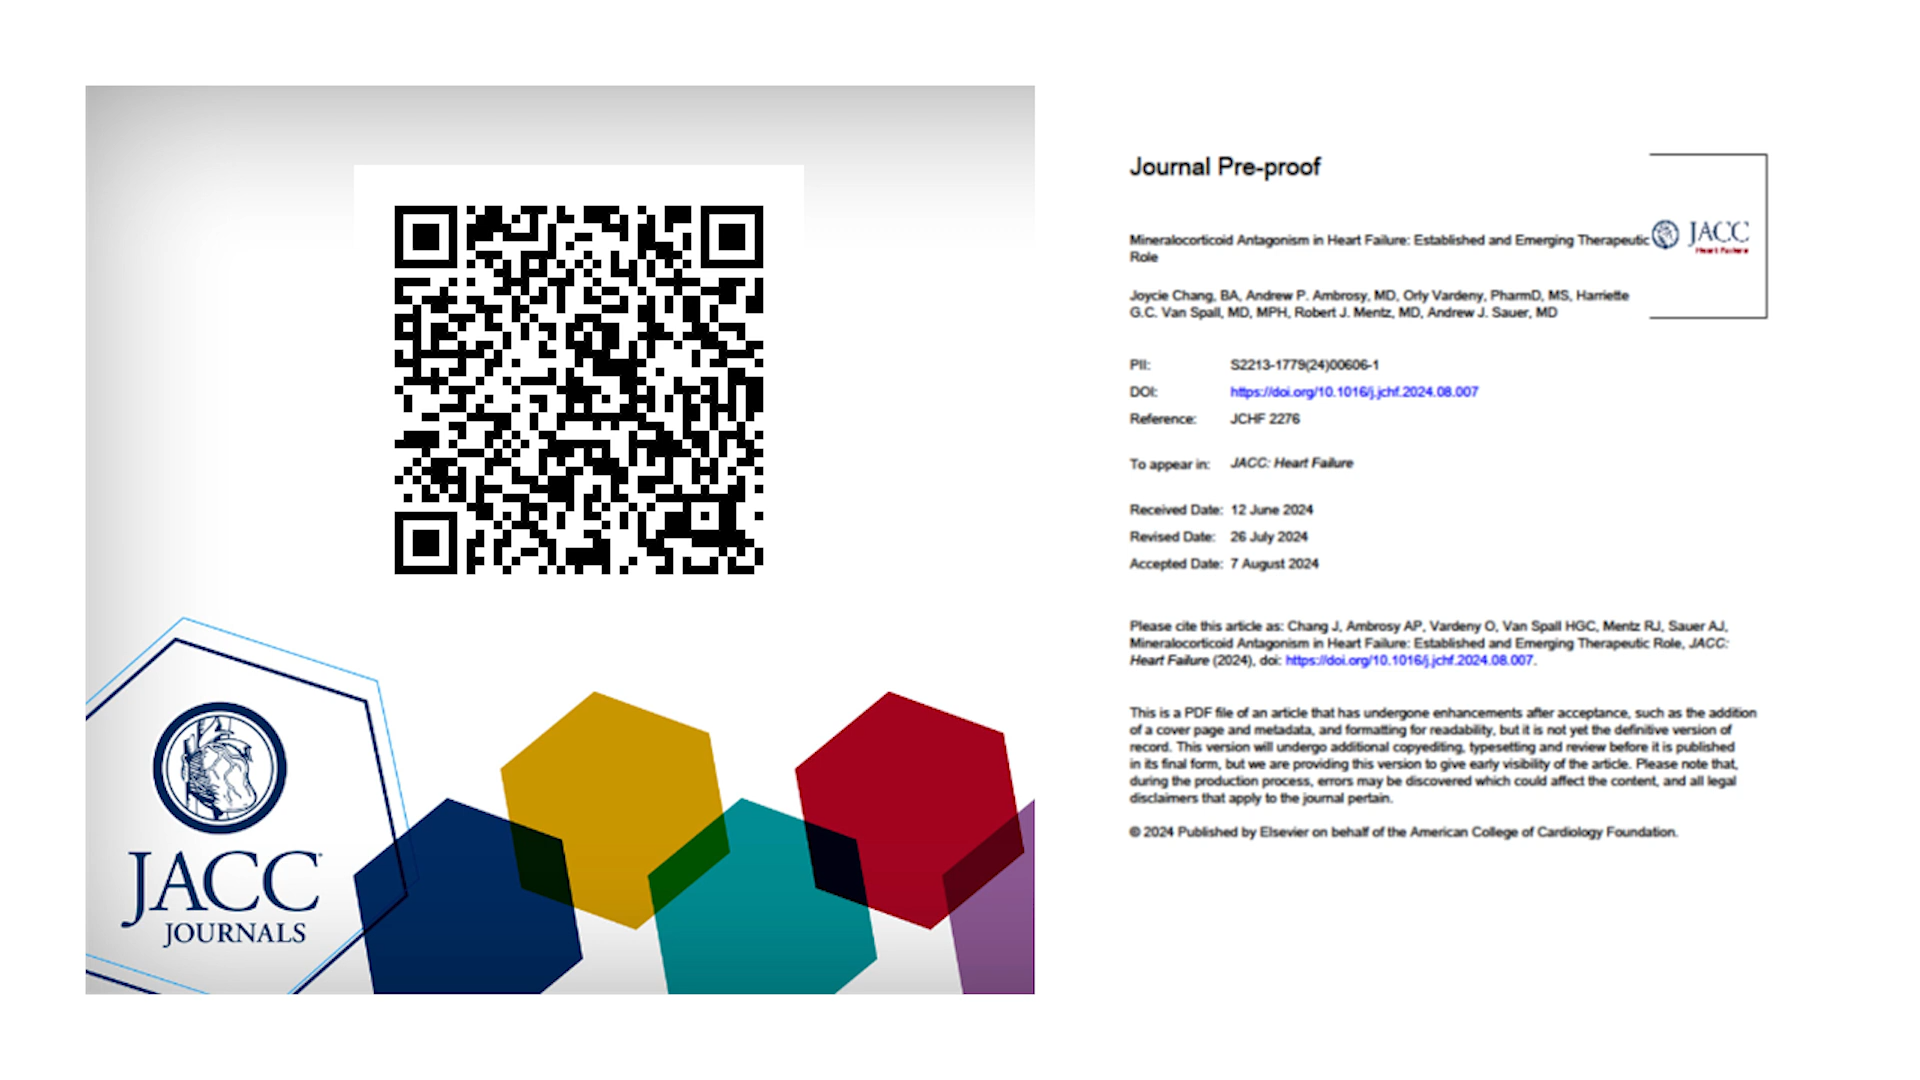 JACC
JOURNALS
Journal Pre-proof
Mineralocorticoid Antagonism in Heart Failure: Established and Emerging Therapeutic
Role
JACC
Heart Failure
Joycie Chang, BA, Andrew P. Ambrosy, MD, Orly Vardeny, PharmD, MS, Harriette
G.C. Van Spall, MD, MPH, Robert J. Mentz, MD, Andrew J. Sauer, MD
PII: S2213-1779(24)00606-1
DOI: https://doi.org/10.1016/j.jchf.2024.08.007
Reference: JCHF 2276
To appear in: JACC: Heart Failure
Received Date: 12 June 2024
Revised Date: 26 July 2024
Accepted Date: 7 August 2024
Please cite this article as: Chang J, Ambrosy AP, Vardeny O, Van Spall HGC, Mentz RJ, Sauer AJ,
Mineralocorticoid Antagonism in Heart Failure: Established and Emerging Therapeutic Role, JACC:
Heart Failure (2024), doi: https://doi.org/10.1016/j.jchf.2024.08.007.
This is a PDF file of an article that has undergone enhancements after acceptance, such as the addition
of a cover page and metadata, and formatting for readability, but it is not yet the definitive version of
record. This version will undergo additional copyediting, typesetting and review before it is published
in its final form, but we are providing this version to give early visibility of the article. Please note that,
during the production process, errors may be discovered which could affect the content, and all legal
disclaimers that apply to the journal pertain.
© 2024 Published by Elsevier on behalf of the American College of Cardiology Foundation.